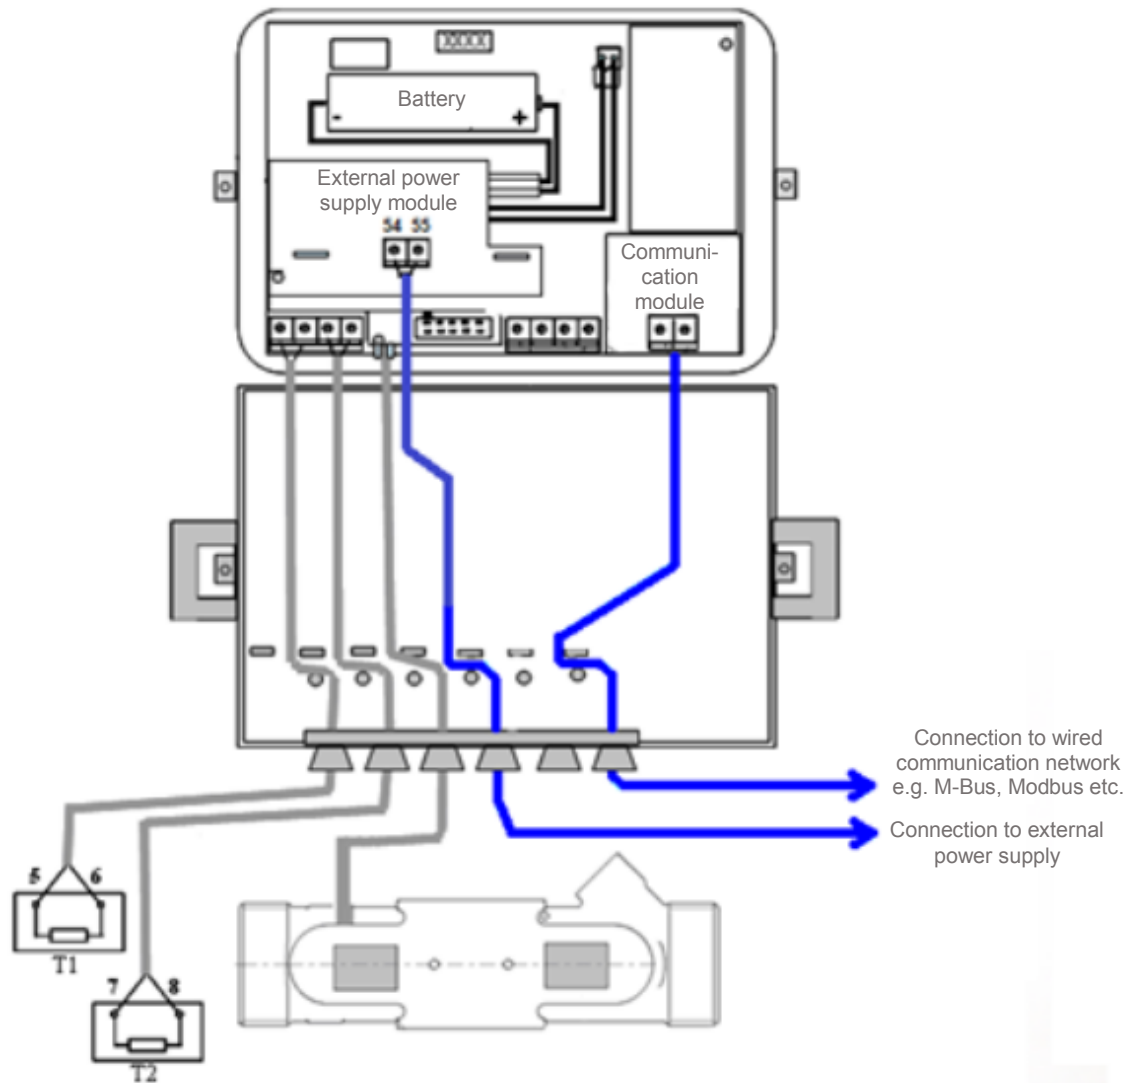 Battery
- +
External power
supply module
54 55
Communi-
cation
module
Connection to wired
communication network
e.g. M-Bus, Modbus etc.
Connection to external
power supply
5 6
T1
7 8
T2